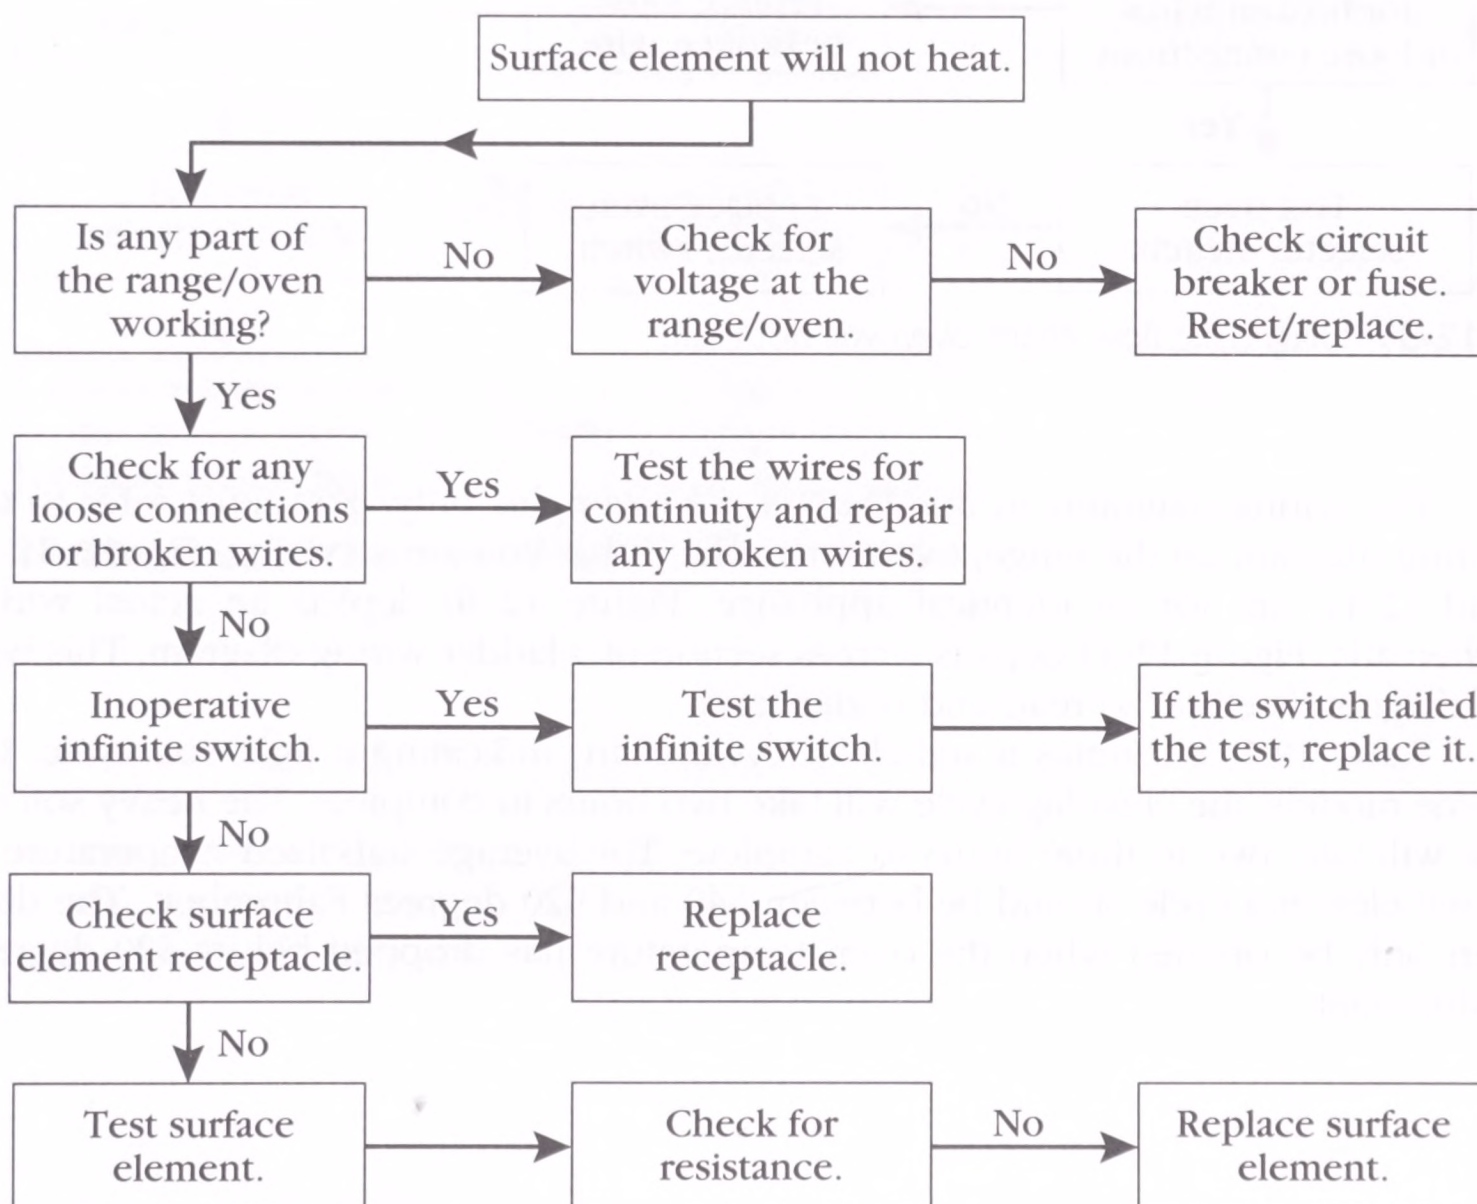 Surface element will not heat.
Is any part of
the range/oven
working?
No
Check for
voltage at the
range/oven.
No
Check circuit
breaker or fuse.
Reset/replace.
Yes
Check for any
loose connections
or broken wires.
Yes
Test the wires for
continuity and repair
any broken wires.
No
Inoperative
infinite switch.
Yes
Test the
infinite switch.
If the switch failed
the test, replace it.
No
Check surface
element receptacle.
Yes
Replace
receptacle.
No
Test surface
element.
Check for
resistance.
No
Replace surface
element.